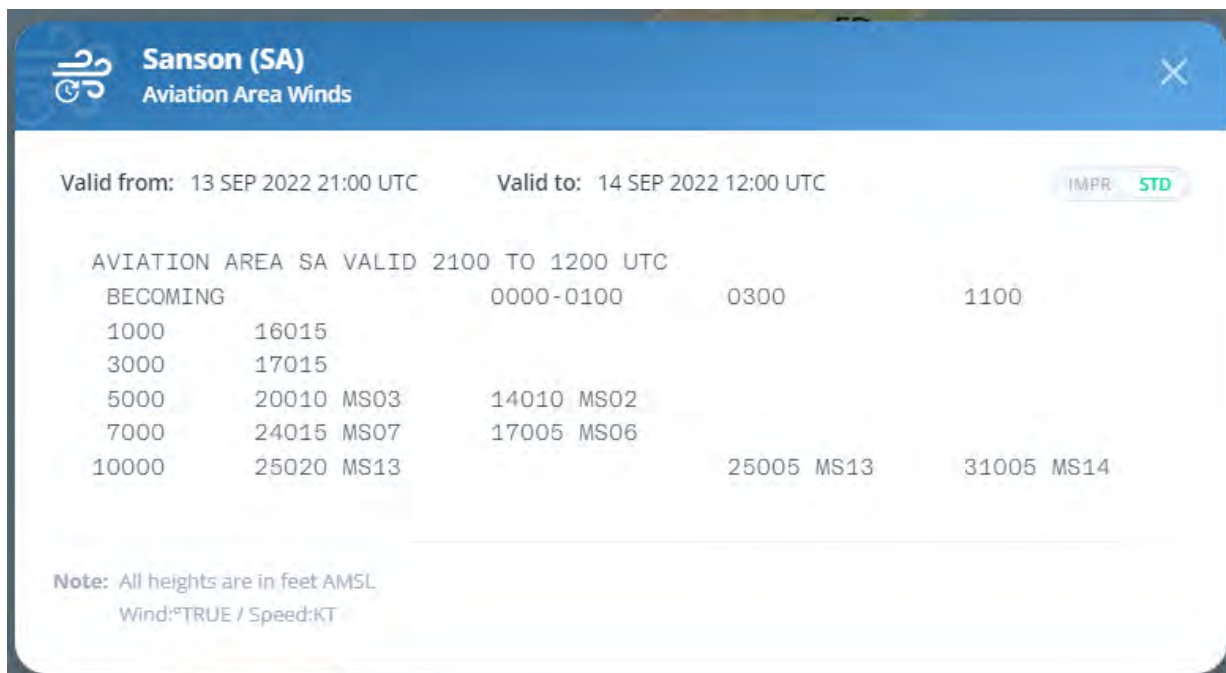 Sanson (SA)
Aviation Area Winds
Valid from: 13 SEP 2022 21:00 UTC Valid to: 14 SEP 2022 12:00 UTC IMPR STD
AVIATION AREA SA VALID 2100 TO 1200 UTC
BECOMING 0000-0100 0300 1100
1000 16015
3000 17015
5000 20010 MS03 14010 MS02
7000 24015 MS07 17005 MS06
10000 25020 MS13 25005 MS13 31005 MS14
Note: All heights are in feet AMSL
Wind:°TRUE / Speed:KT